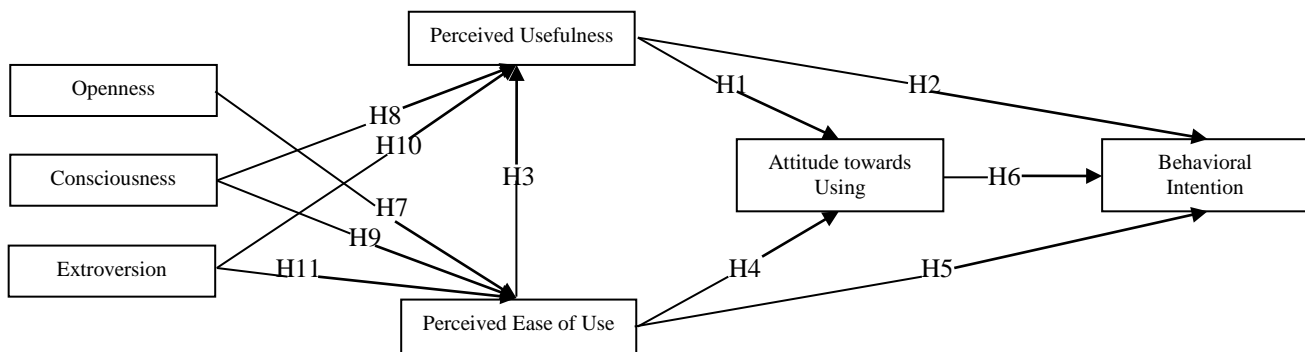 Perceived Usefulness
Openness
H1
H2
H8
H10
Consciousness
H3
Attitude towards
Using
H6
Behavioral
Intention
H7
H9
Extroversion
H11
H4
H5
Perceived Ease of Use